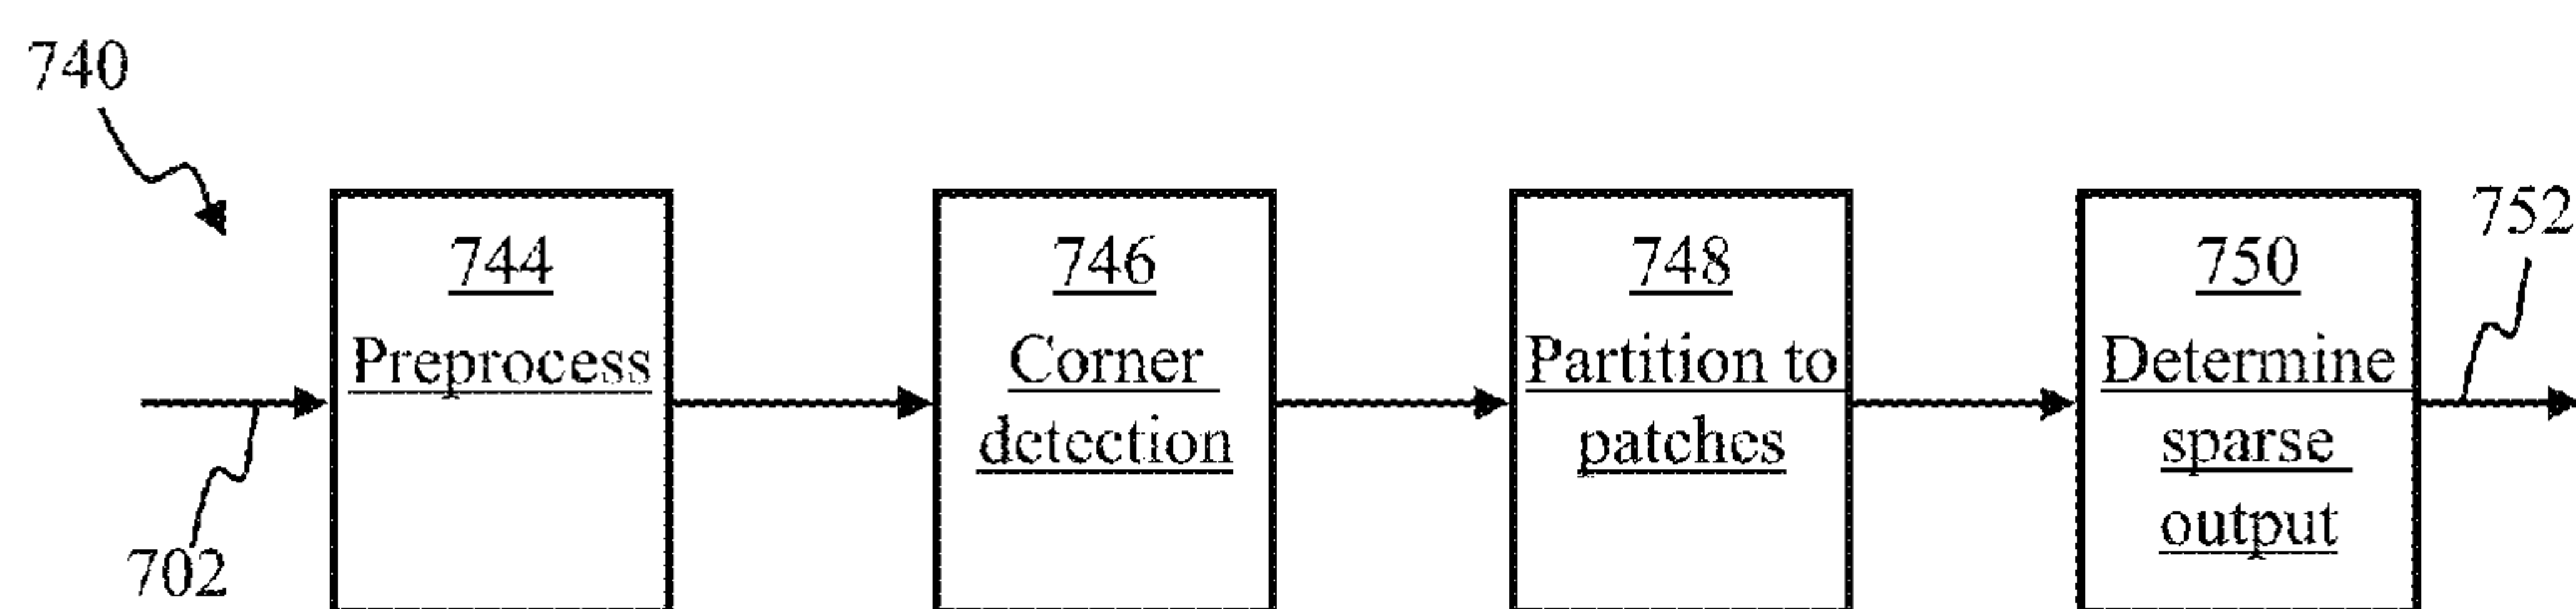 740
744
Preprocess
746
Corner
detection
748
Partition to
patches
750
Determine
sparse
output
752
702